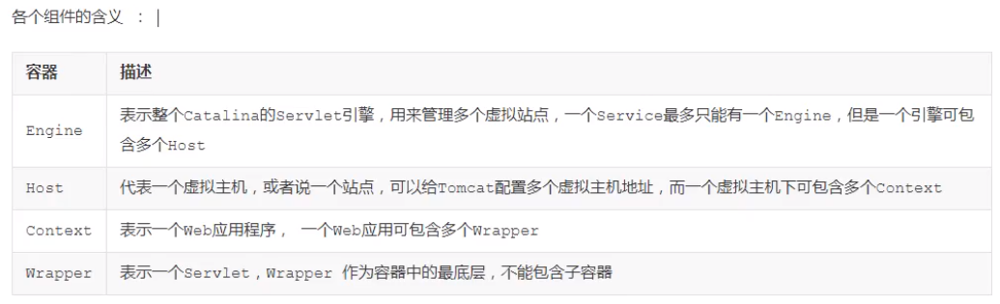 各个组件的含义 ：
容器 描述
Engine 表示整个Catalina的Servlet引擎，用来管理多个虚拟站点，一个Service最多只能有一个Engine，但是一个引擎可包
含多个Host
Host 代表一个虚拟主机，或者说一个站点，可以给Tomcat配置多个虚拟主机地址，而一个虚拟主机下可包含多个Context
Context 表示一个Web应用程序， 一个Web应用可包含多个Wrapper
Wrapper 表示一个Servlet，Wrapper 作为容器中的最底层，不能包含子容器